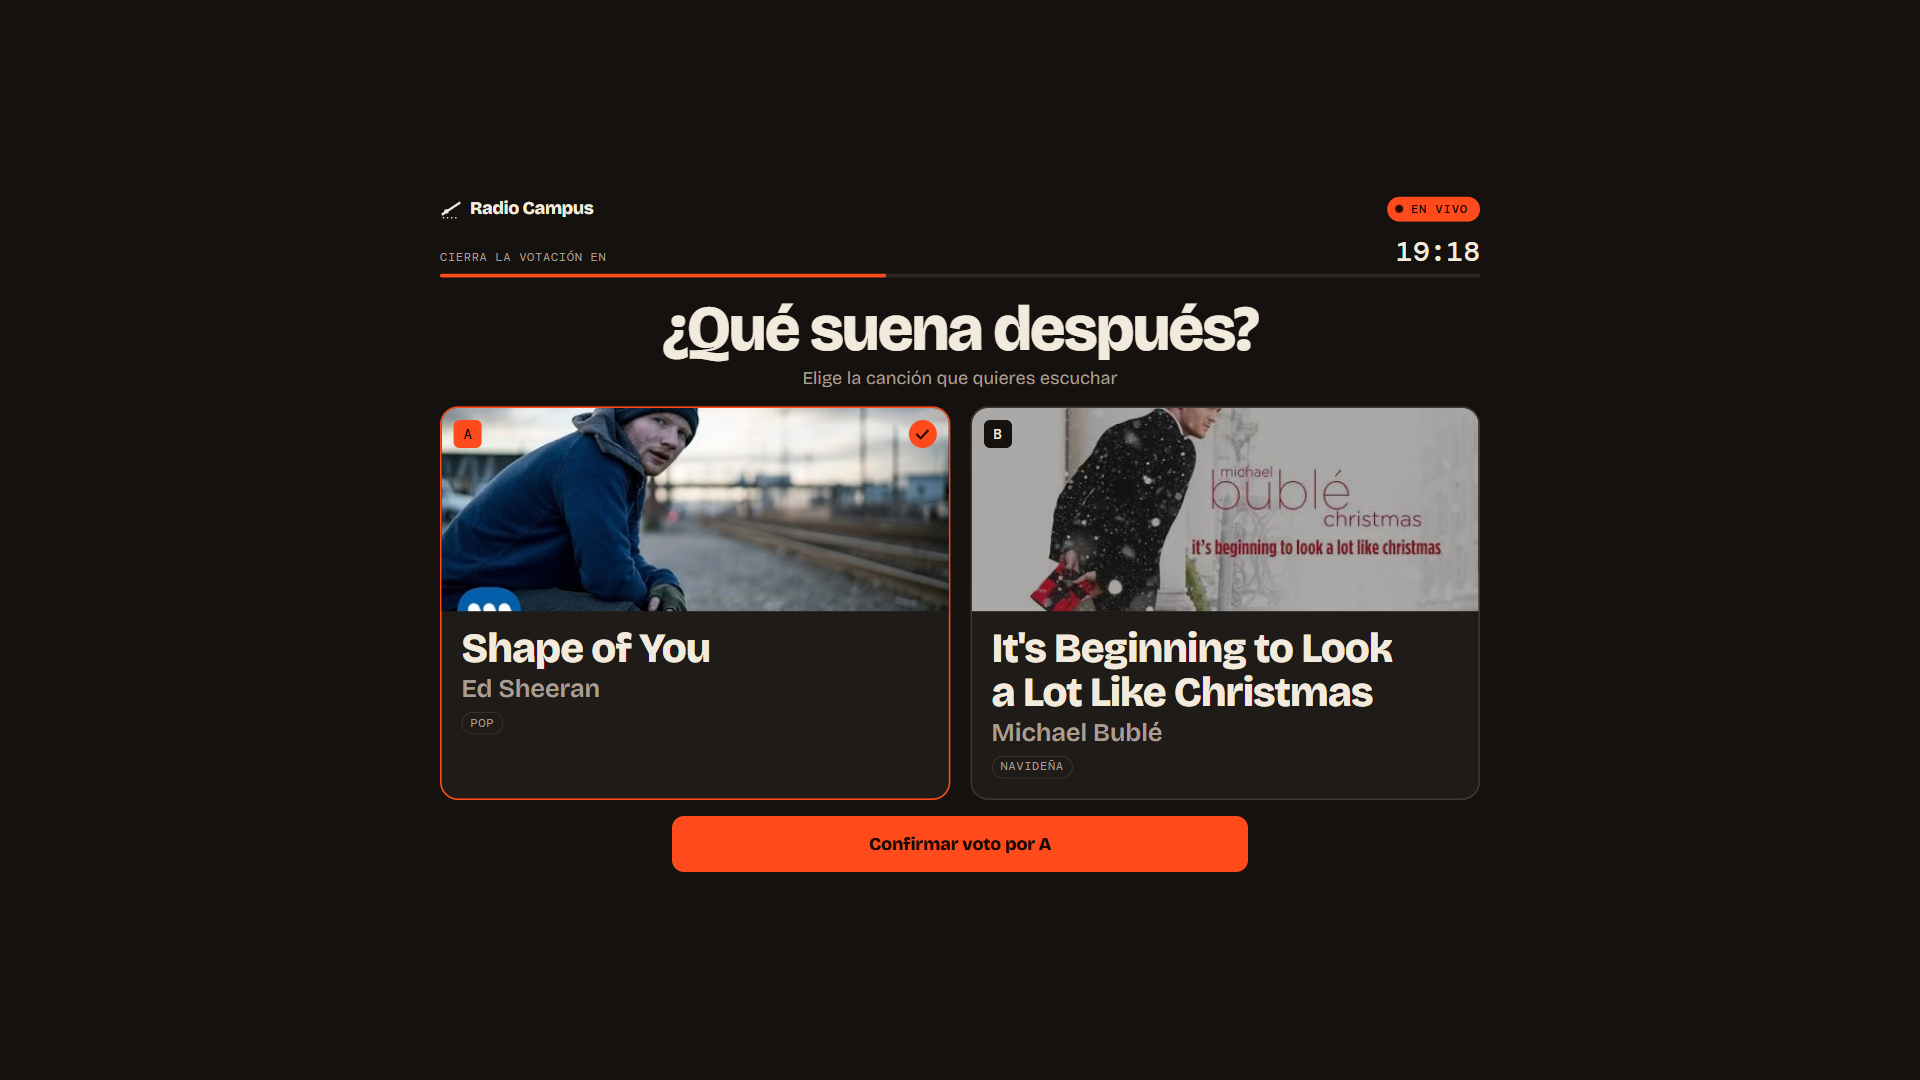 Radio Campus
EN VIVO
CIERRA LA VOTACIÓN EN
19:18
¿Qué suena después?
Elige la canción que quieres escuchar
A
B
michael
bublé
christmas
it's beginning to look a lot like christmas
Shape of You
Ed Sheeran
POP
It's Beginning to Look
a Lot Like Christmas
Michael Bublé
NAVIDEÑA
Confirmar voto por A